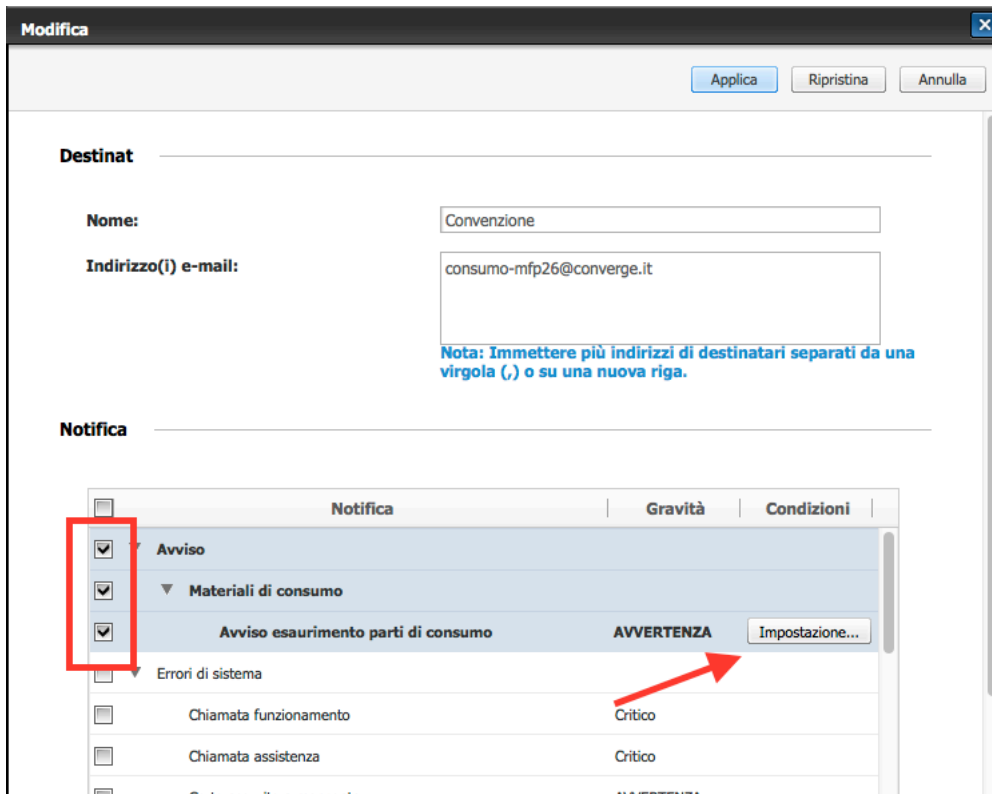 Modifica
Applica Ripristina Annulla
Destinat
Nome: Convenzione
Indirizzo(i) e-mail: consumo-mfp26@converge.it
Nota: Immettere più indirizzi di destinatari separati da una
virgola (,) o su una nuova riga.
Notifica
Notifica Gravità Condizioni
Avviso
Materiali di consumo
Avviso esaurimento parti di consumo AVVERTENZA Impostazione...
Errori di sistema
Chiamata funzionamento Critico
Chiamata assistenza Critico